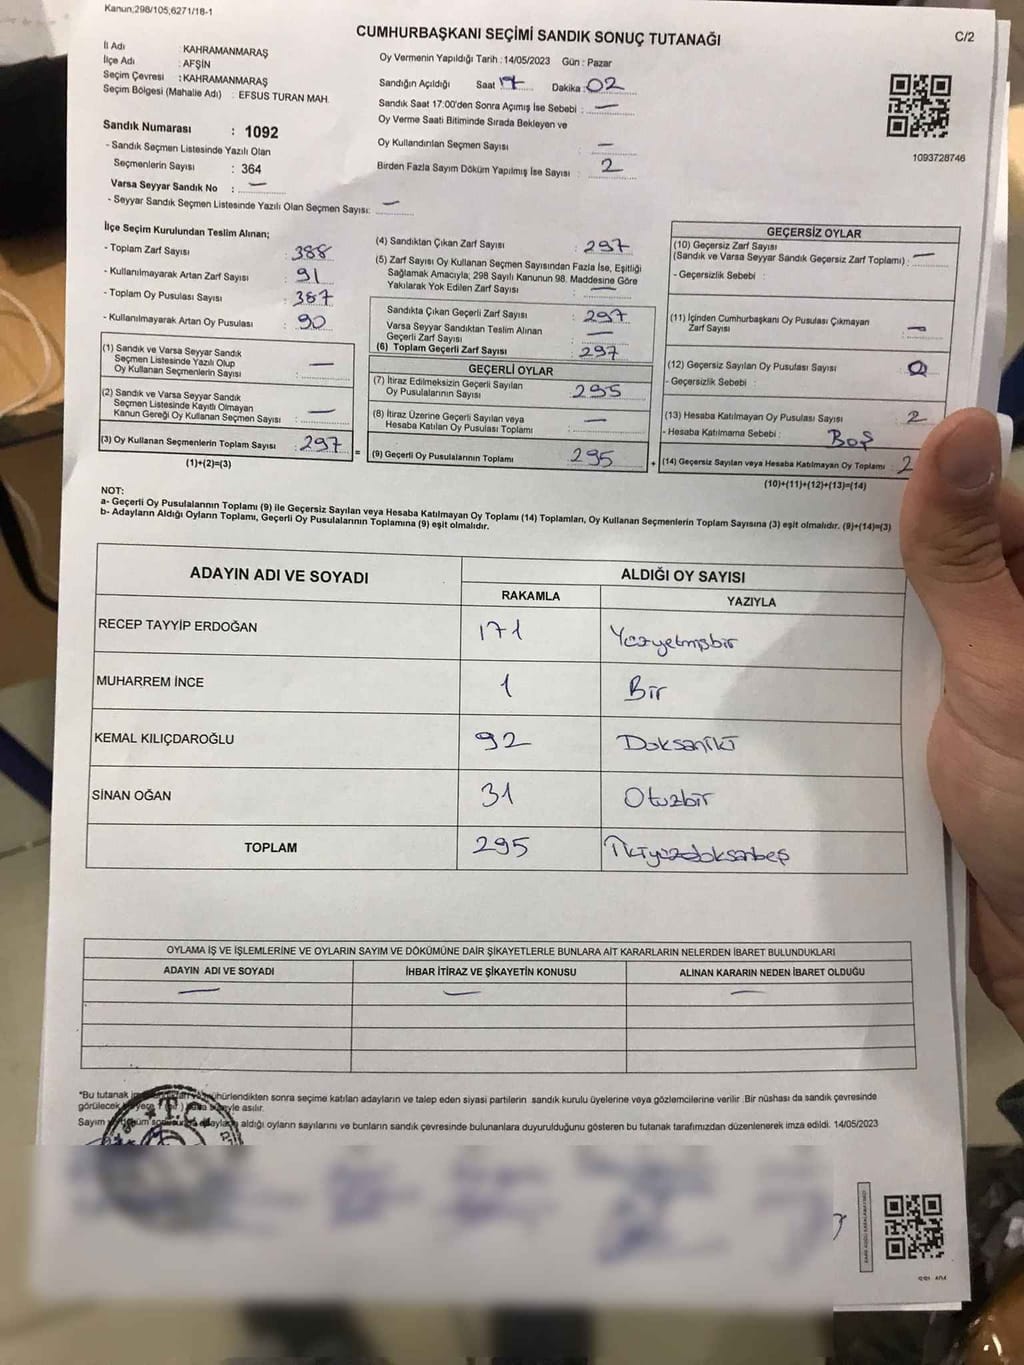 Kanun;298/105,6271/18-1
CUMHURBAŞKANI SEÇİMİ SANDIK SONUÇ TUTANAĞI
C/2
İl Adı : KAHRAMANMARAŞ
İlçe Adı : AFŞİN
Seçim Çevresi : KAHRAMANMARAŞ
Seçim Bölgesi (Mahalle Adı) : EFSUS TURAN MAH.
Sandık Numarası : 1092
- Sandık Seçmen Listesinde Yazılı Olan
Seçmenlerin Sayısı : 364
Varsa Seyyar Sandık No : —
- Seyyar Sandık Seçmen Listesinde Yazılı Olan Seçmen Sayısı: —
Oy Vermenin Yapıldığı Tarih : 14/05/2023 Gün : Pazar
Sandığın Açıldığı Saat 17 Dakika : 02
Sandık Saat 17:00'den Sonra Açımış İse Sebebi : —
Oy Verme Saati Bitiminde Sırada Bekleyen ve
Oy Kullandırılan Seçmen Sayısı : —
Birden Fazla Sayım Döküm Yapılmış İse Sayısı : 2
1093728746
İlçe Seçim Kurulundan Teslim Alınan;
- Toplam Zarf Sayısı : 388
- Kullanılmayarak Artan Zarf Sayısı : 91
- Toplam Oy Pusulası Sayısı : 387
- Kullanılmayarak Artan Oy Pusulası : 90
(1) Sandık ve Varsa Seyyar Sandık
Seçmen Listesinde Yazılı Olup
Oy Kullanan Seçmenlerin Sayısı : —
(2) Sandık ve Varsa Seyyar Sandık
Seçmen Listesinde Kayıtlı Olmayan
Kanun Gereği Oy Kullanan Seçmen Sayısı : —
(3) Oy Kullanan Seçmenlerin Toplam Sayısı : 297 =
(1)+(2)=(3)
(4) Sandıktan Çıkan Zarf Sayısı : 297
(5) Zarf Sayısı Oy Kullanan Seçmen Sayısından Fazla İse, Eşitliği
Sağlamak Amacıyla; 298 Sayılı Kanunun 98. Maddesine Göre
Yakılarak Yok Edilen Zarf Sayısı : —
Sandıkta Çıkan Geçerli Zarf Sayısı : 297
Varsa Seyyar Sandıktan Teslim Alınan
Geçerli Zarf Sayısı : —
(6) Toplam Geçerli Zarf Sayısı : 297
GEÇERLİ OYLAR
(7) İtiraz Edilmeksizin Geçerli Sayılan
Oy Pusulalarının Sayısı : 295
(8) İtiraz Üzerine Geçerli Sayılan veya
Hesaba Katılan Oy Pusulası Toplamı : —
(9) Geçerli Oy Pusulalarının Toplamı : 295 +
GEÇERSİZ OYLAR
(10) Geçersiz Zarf Sayısı
(Sandık ve Varsa Seyyar Sandık Geçersiz Zarf Toplamı) : —
- Geçersizlik Sebebi :
(11) İçinden Cumhurbaşkanı Oy Pusulası Çıkmayan
Zarf Sayısı : —
(12) Geçersiz Sayılan Oy Pusulası Sayısı : 0
- Geçersizlik Sebebi :
(13) Hesaba Katılmayan Oy Pusulası Sayısı : 2
- Hesaba Katılmama Sebebi : Boş
(14) Geçersiz Sayılan veya Hesaba Katılmayan Oy Toplamı : 2
(10)+(11)+(12)+(13)=(14)
NOT:
a- Geçerli Oy Pusulaları Toplamı (9) ile Geçersiz Sayılan veya Hesaba Katılmayan Oy Toplamı (14) Toplamları, Oy Kullanan Seçmenlerin Toplam Sayısına (3) eşit olmalıdır. (9)+(14)=(3)
b- Adayların Aldığı Oyların Toplamı, Geçerli Oy Pusulalarının Toplamına (9) eşit olmalıdır.
ADAYIN ADI VE SOYADI ALDIĞI OY SAYISI
RAKAMLA YAZIYLA
RECEP TAYYİP ERDOĞAN 171 Yüzyetmişbir
MUHARREM İNCE 1 Bir
KEMAL KILIÇDAROĞLU 92 Doksaniki
SİNAN OĞAN 31 Otuzbir
TOPLAM 295 İkiyüzdoksanbeş
OYLAMA İŞ VE İŞLEMLERİNE VE OYLARIN SAYIM VE DÖKÜMÜNE DAİR ŞİKAYETLERLE BUNLARA AİT KARARLARIN NELERDEN İBARET BULUNDUKLARI
ADAYIN ADI VE SOYADI İHBAR İTİRAZ VE ŞİKAYETİN KONUSU ALINAN KARARIN NEDEN İBARET OLDUĞU
— — —
*Bu tutanak mühürlendikten sonra seçime katılan adayların ve talep eden siyasi partilerin sandık kurulu üyelerine veya gözlemcilerine verilir. Bir nüshası da sandık çevresinde
görülecek bir yere asılır.
Sayım aldığı oyların sayılarını ve bunların sandık çevresinde bulunanlara duyurulduğunu gösteren bu tutanak tarafımızdan düzenlenerek imza edildi. 14/05/2023
T.C.